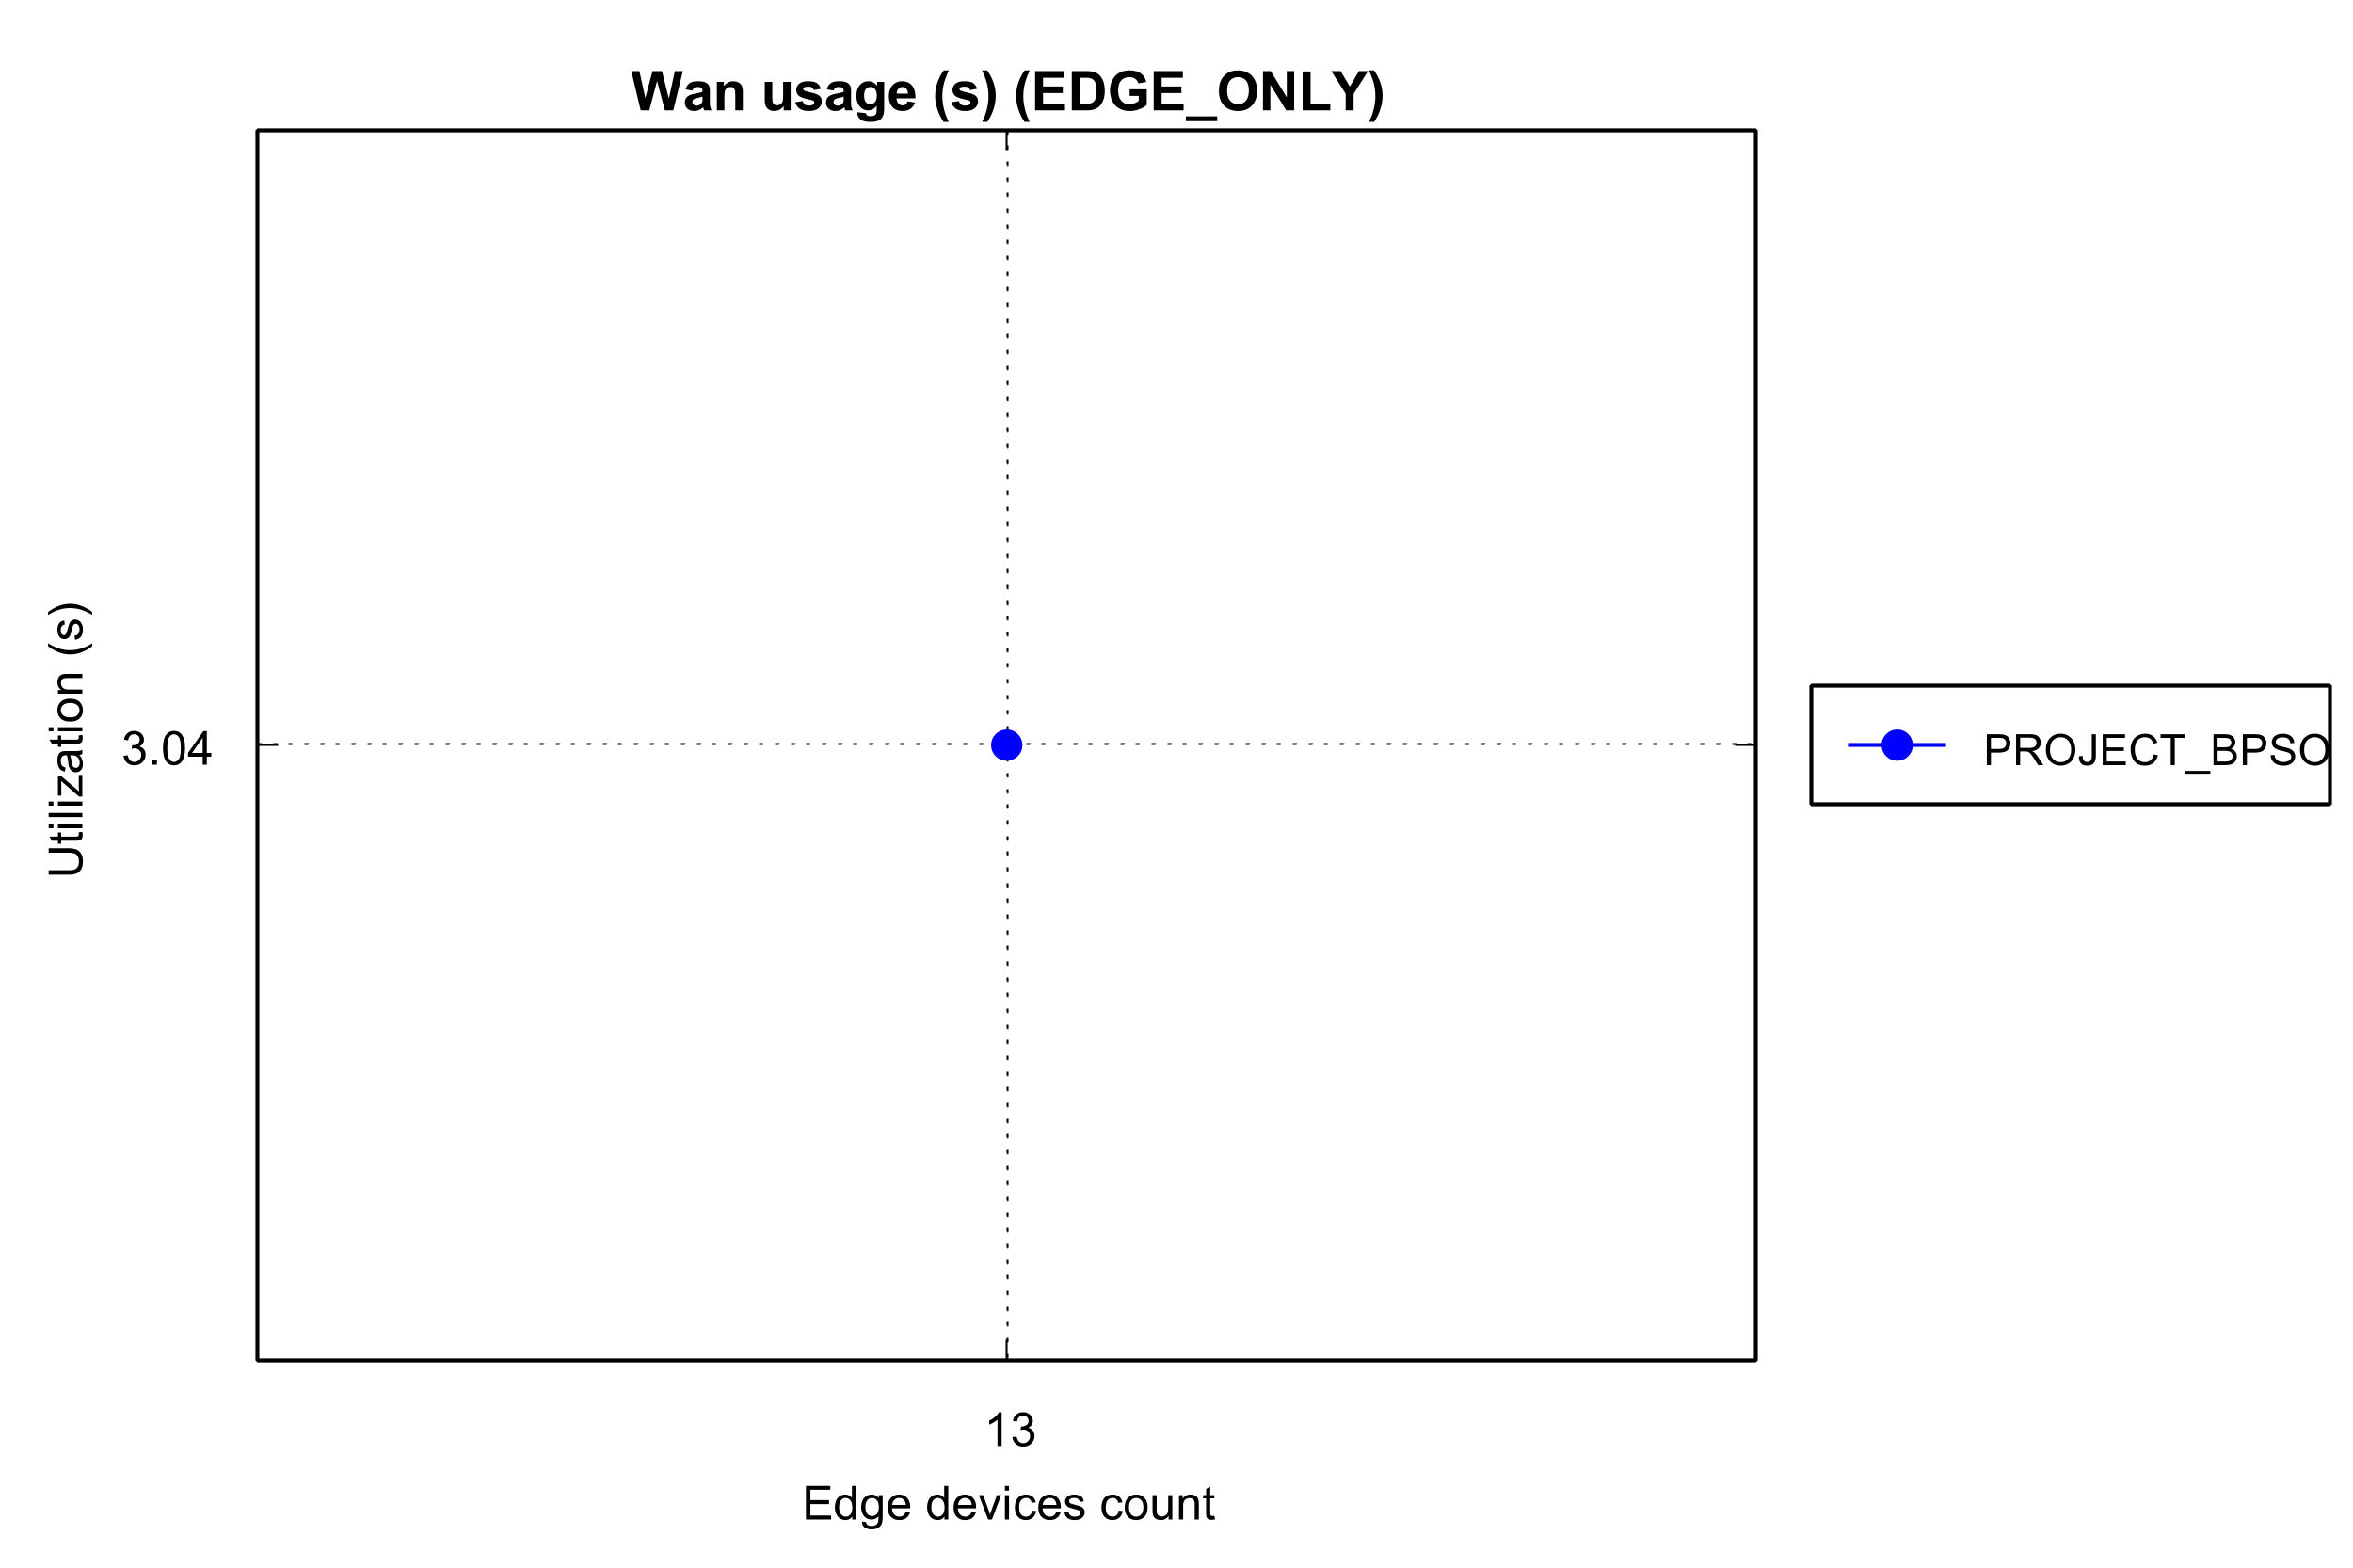 Wan usage (s) (EDGE_ONLY)
Utilization (s)
3.04
PROJECT_BPSO
13
Edge devices count